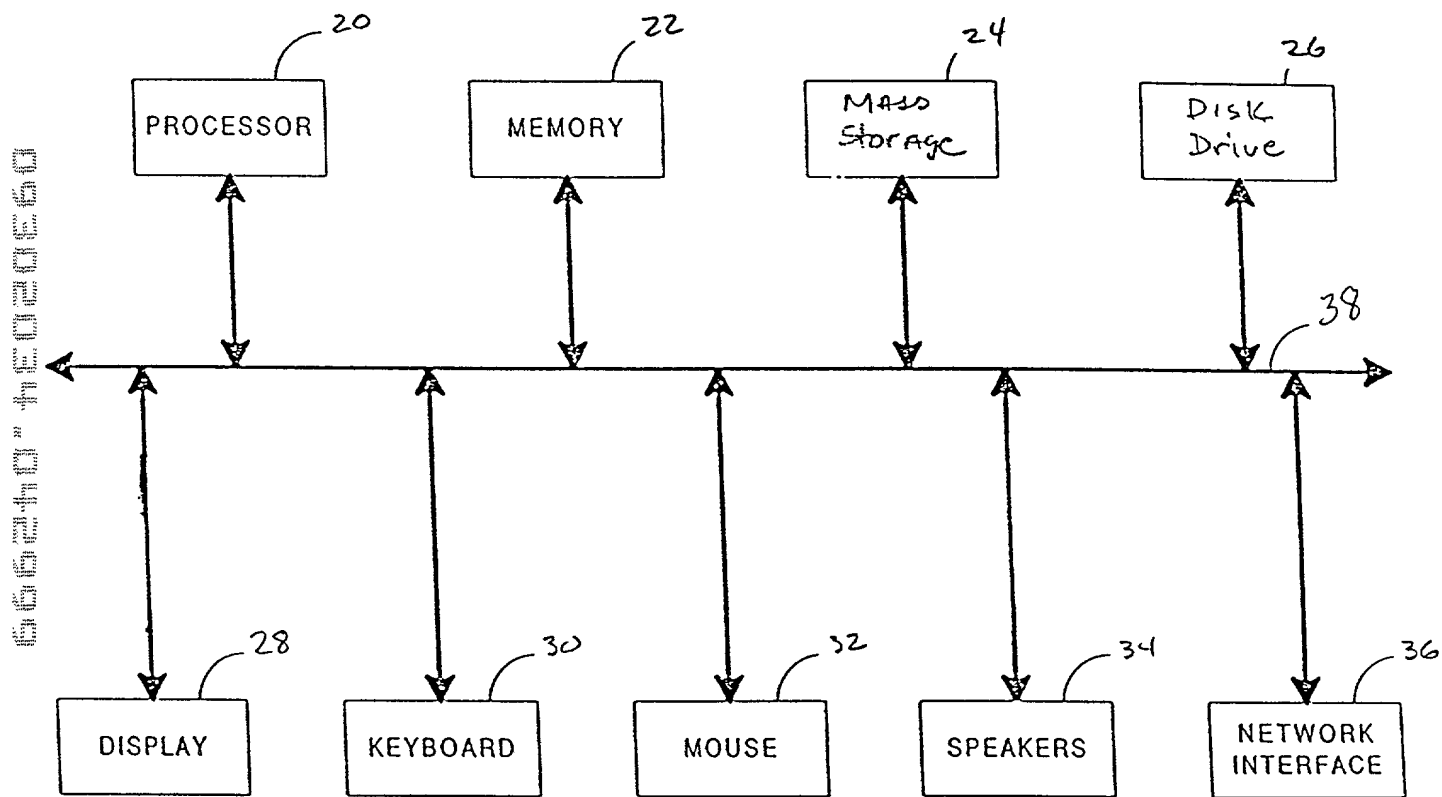 20
22
24
26
PROCESSOR
MEMORY
Mass
Storage
Disk
Drive
38
28
30
32
34
36
DISPLAY
KEYBOARD
MOUSE
SPEAKERS
NETWORK
INTERFACE